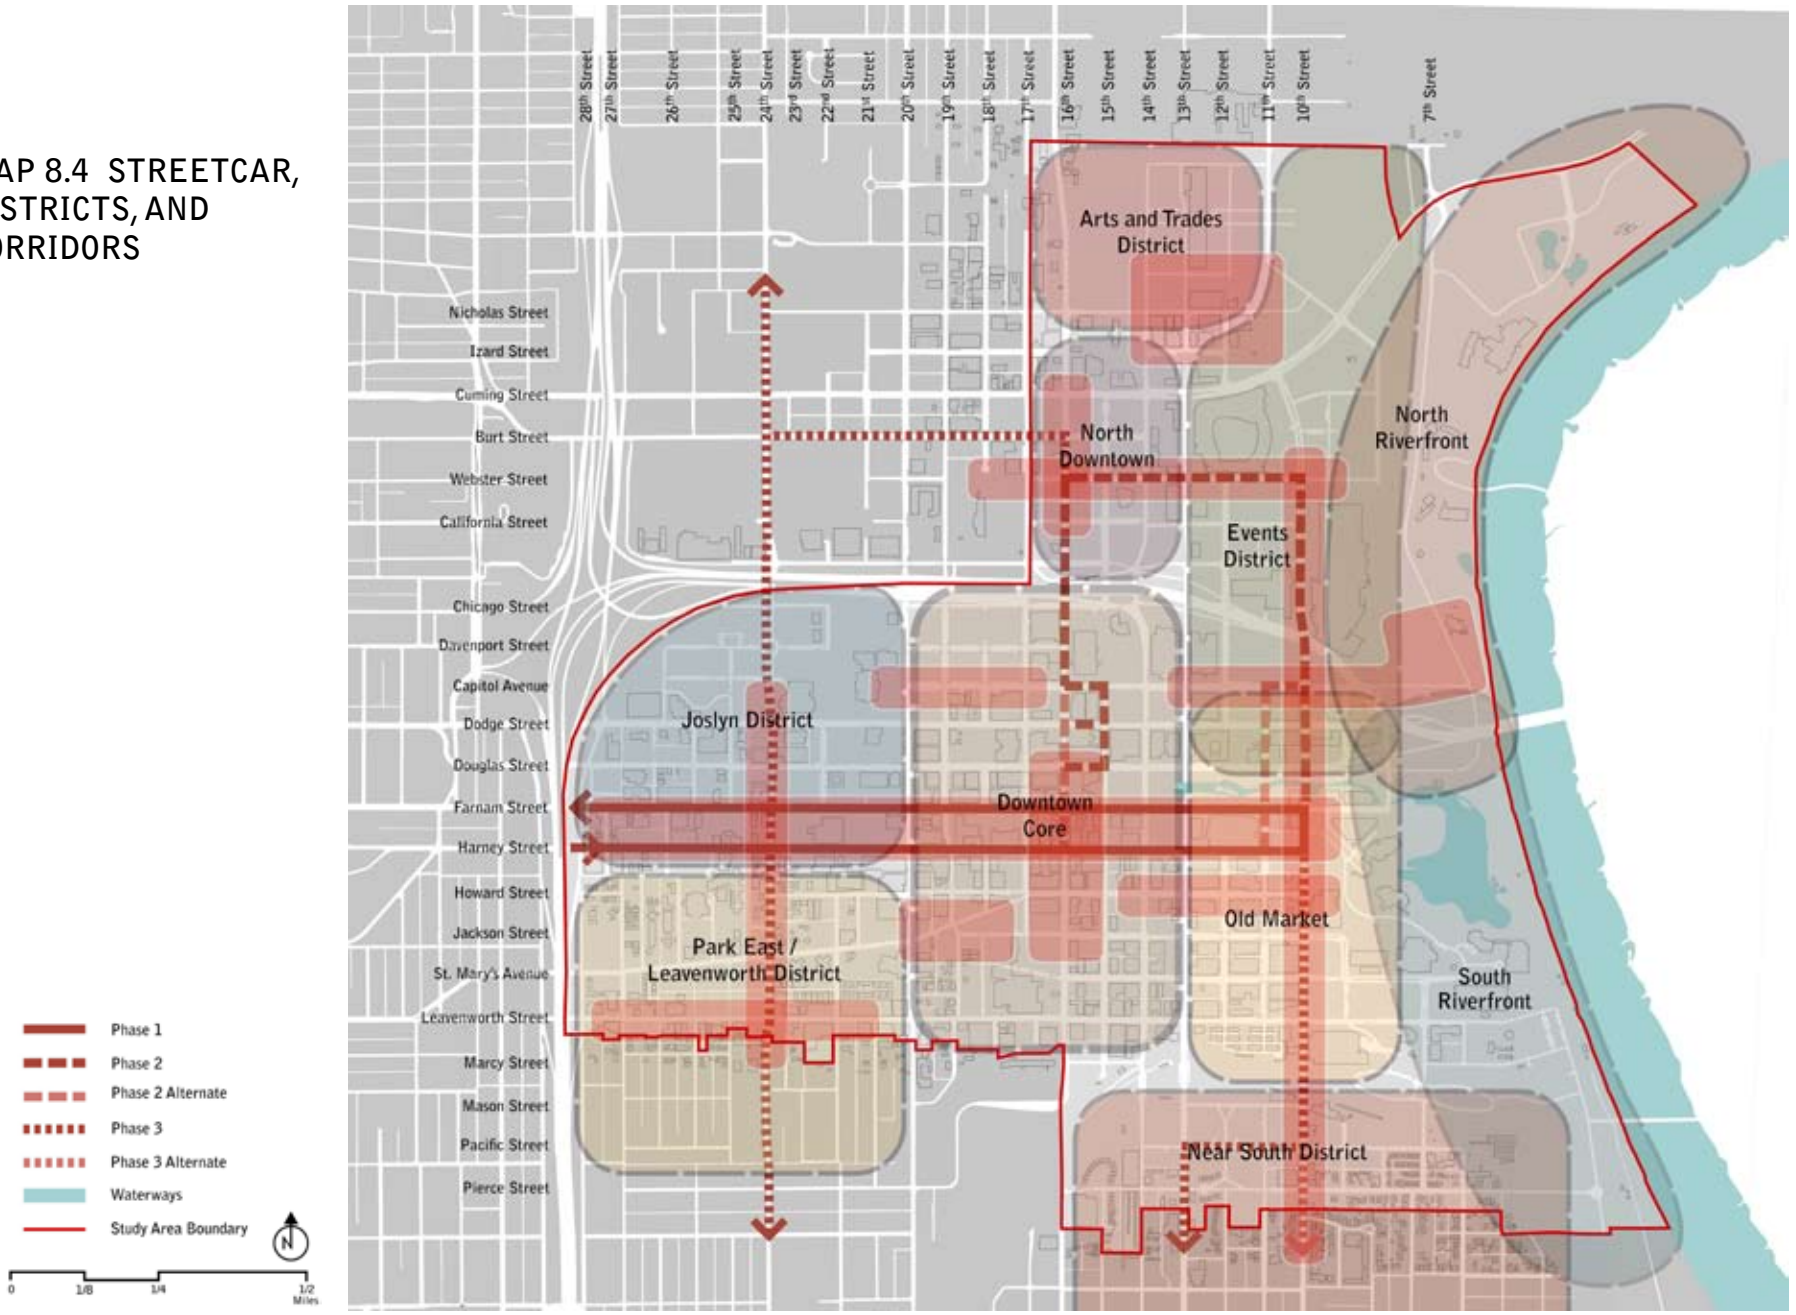 AP 8.4 STREETCAR,
STRICTS, AND
ORRIDORS
28th Street
27th Street
26th Street
25th Street
24th Street
23rd Street
22nd Street
21st Street
20th Street
19th Street
18th Street
17th Street
16th Street
15th Street
14th Street
13th Street
12th Street
11th Street
10th Street
7th Street
Nicholas Street
Izard Street
Cuming Street
Burt Street
Webster Street
California Street
Chicago Street
Davenport Street
Capitol Avenue
Dodge Street
Douglas Street
Farnam Street
Harney Street
Howard Street
Jackson Street
St. Mary's Avenue
Leavenworth Street
Marcy Street
Mason Street
Pacific Street
Pierce Street
Arts and Trades
District
North
Downtown
North
Riverfront
Events
District
Joslyn District
Downtown
Core
Old Market
Park East /
Leavenworth District
South
Riverfront
Near South District
Phase 1
Phase 2
Phase 2 Alternate
Phase 3
Phase 3 Alternate
Waterways
Study Area Boundary
N
0 1/8 1/4 1/2
Miles